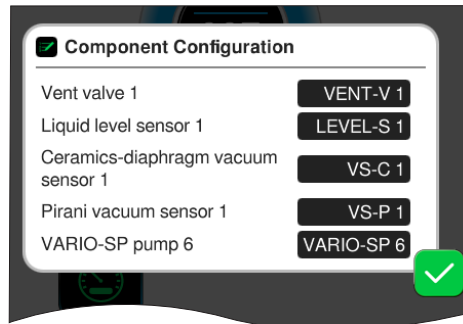 Component Configuration
Vent valve 1 VENT-V 1
Liquid level sensor 1 LEVEL-S 1
Ceramics-diaphragm vacuum
sensor 1 VS-C 1
Pirani vacuum sensor 1 VS-P 1
VARIO-SP pump 6 VARIO-SP 6